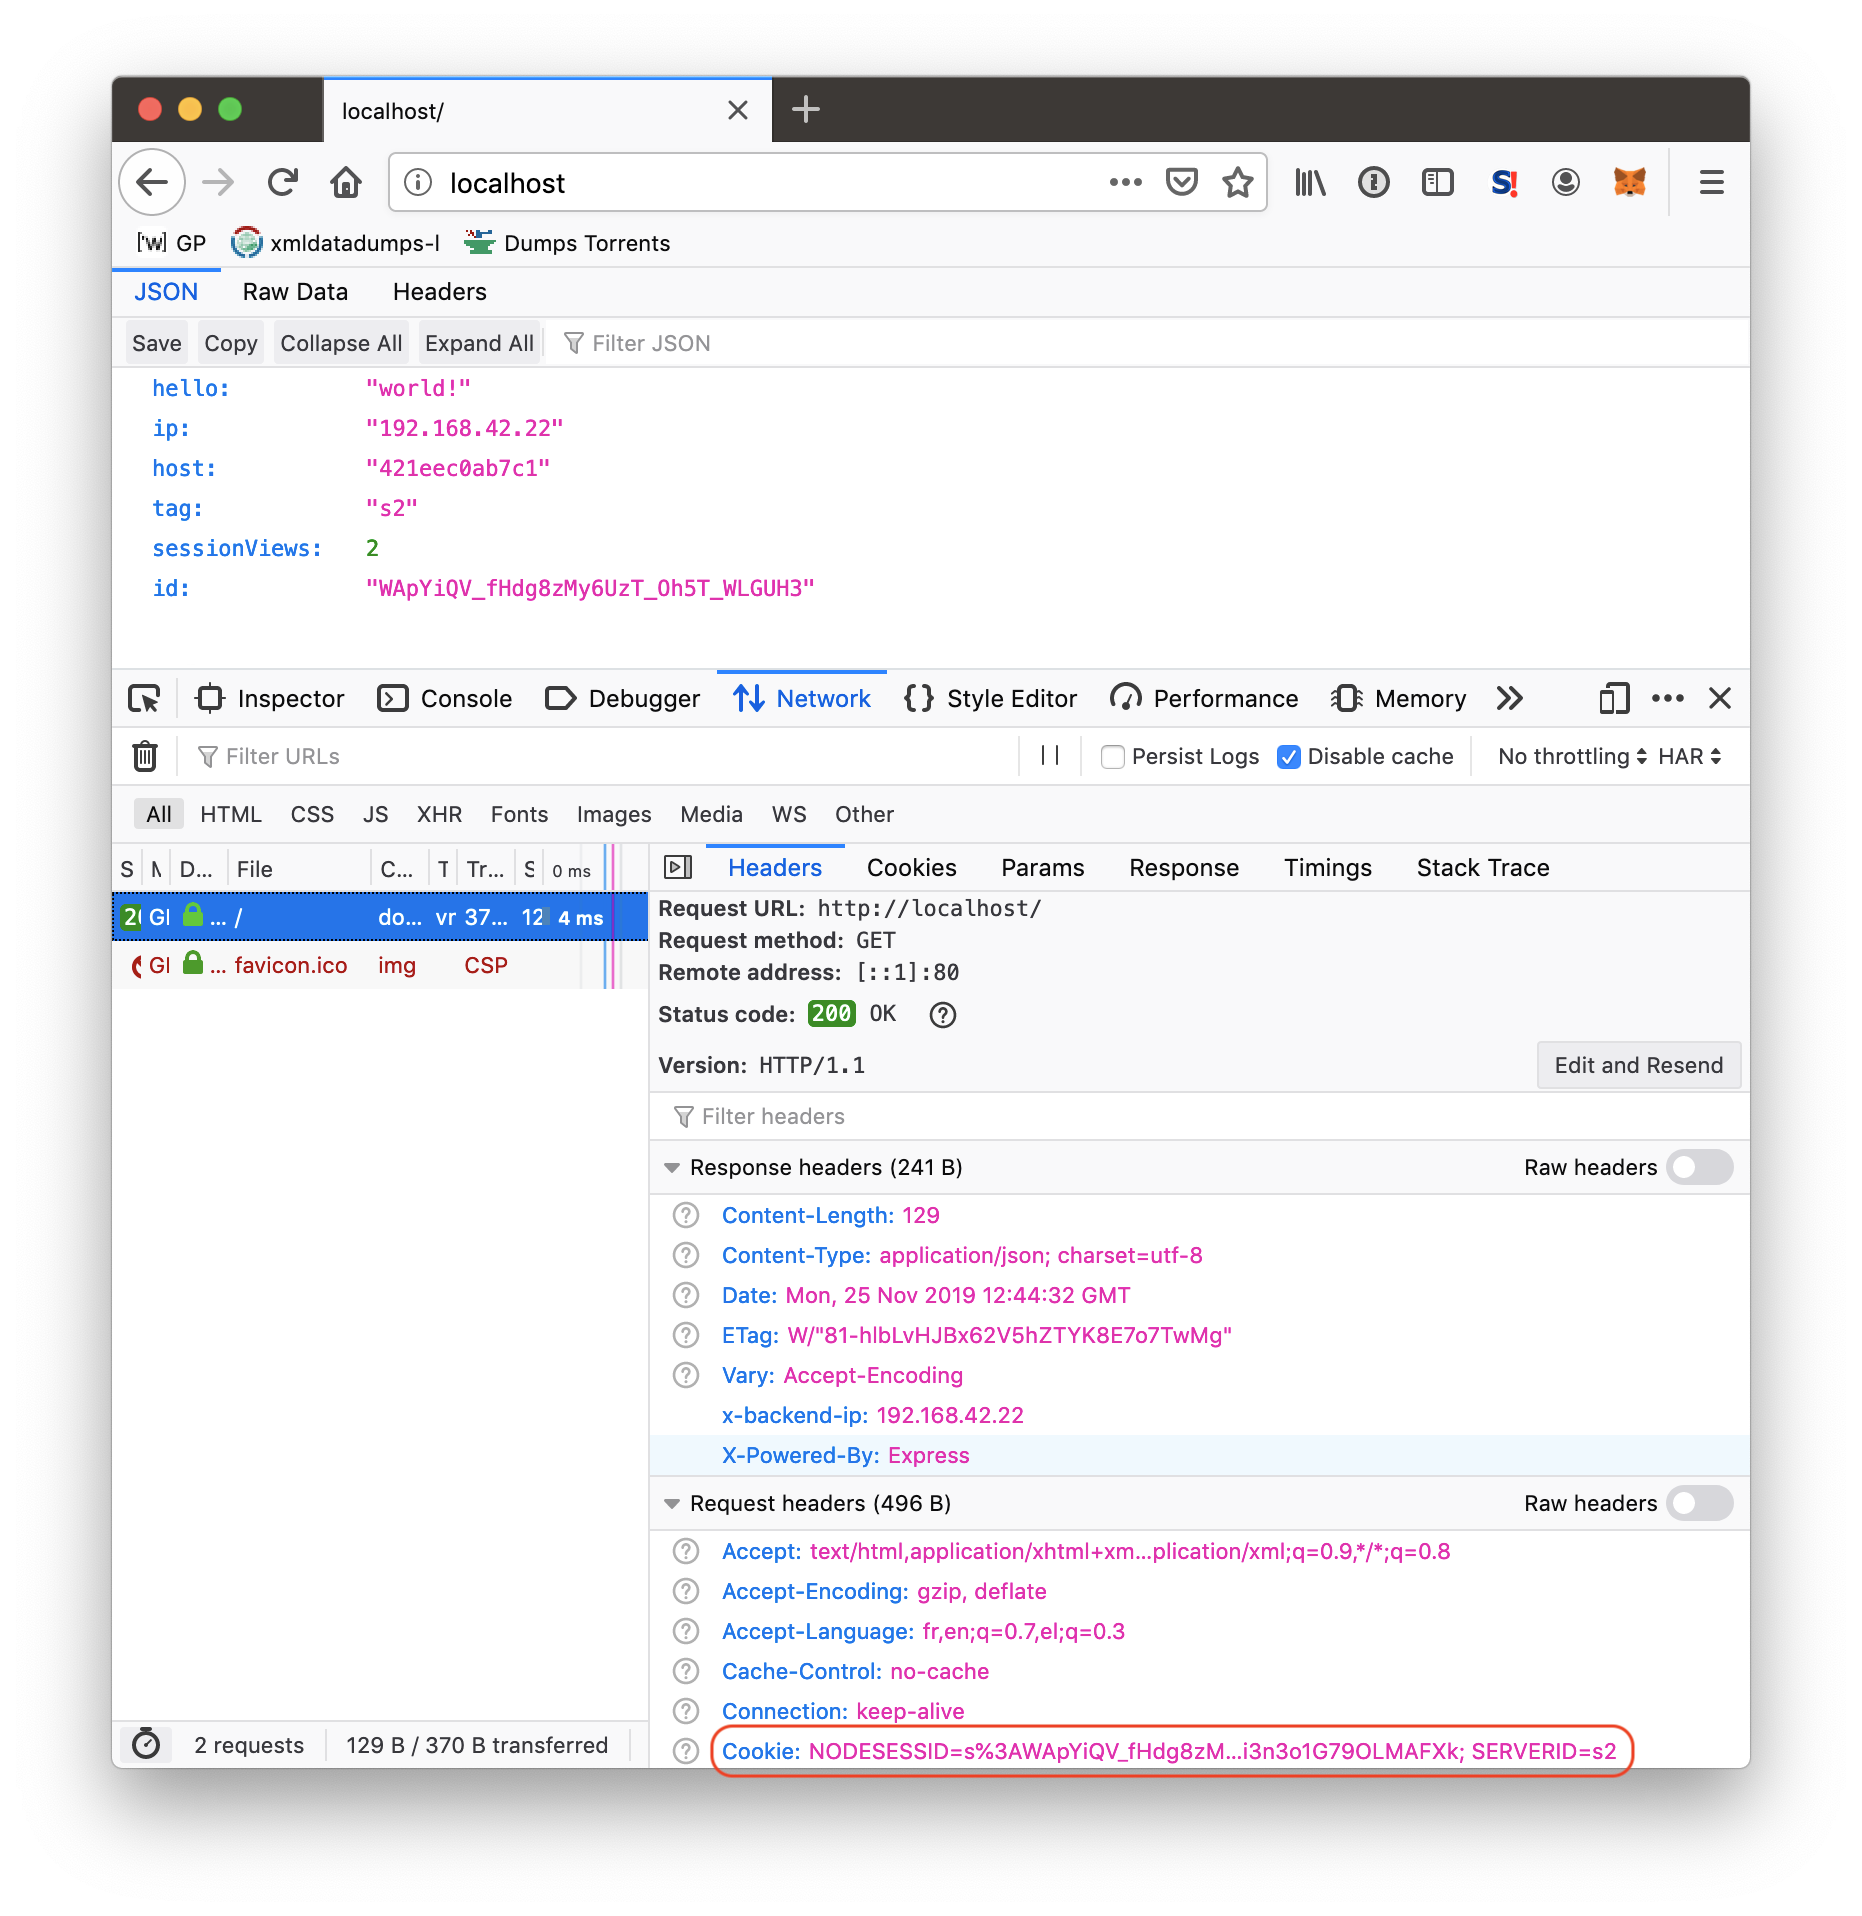 localhost/
localhost
GP xmldatadumps-l Dumps Torrents
JSON Raw Data Headers
Save Copy Collapse All Expand All Filter JSON
hello: "world!"
ip: "192.168.42.22"
host: "421eec0ab7c1"
tag: "s2"
sessionViews: 2
id: "WApYiQV_fHdg8zMy6UzT_Oh5T_WLGUH3"
Inspector Console Debugger Network Style Editor Performance Memory
Filter URLs Persist Logs Disable cache No throttling HAR
All HTML CSS JS XHR Fonts Images Media WS Other
S M D... File C... T Tr... S 0 ms
GI ... / do... vr 37... 12 4 ms
GI ... favicon.ico img CSP
Headers Cookies Params Response Timings Stack Trace
Request URL: http://localhost/
Request method: GET
Remote address: [::1]:80
Status code: 200 OK
Version: HTTP/1.1 Edit and Resend
Filter headers
Response headers (241 B) Raw headers
Content-Length: 129
Content-Type: application/json; charset=utf-8
Date: Mon, 25 Nov 2019 12:44:32 GMT
ETag: W/"81-hlbLvHJBx62V5hZTYK8E7o7TwMg"
Vary: Accept-Encoding
x-backend-ip: 192.168.42.22
X-Powered-By: Express
Request headers (496 B) Raw headers
Accept: text/html,application/xhtml+xm...plication/xml;q=0.9,*/*;q=0.8
Accept-Encoding: gzip, deflate
Accept-Language: fr,en;q=0.7,el;q=0.3
Cache-Control: no-cache
Connection: keep-alive
Cookie: NODESESSID=s%3AWApYiQV_fHdg8zM...i3n3o1G79OLMAFXk; SERVERID=s2
2 requests 129 B / 370 B transferred